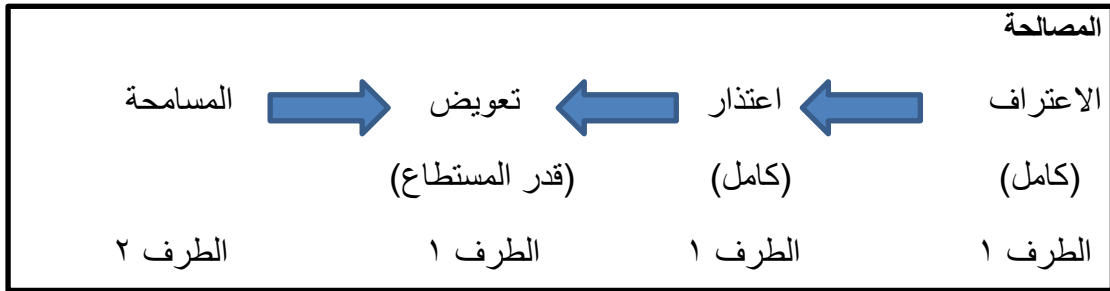 المصالحة
الاعتراف اعتذار تعويض المسامحة
(كامل) (كامل) (قدر المستطاع)
الطرف ١ الطرف ١ الطرف ١ الطرف ٢